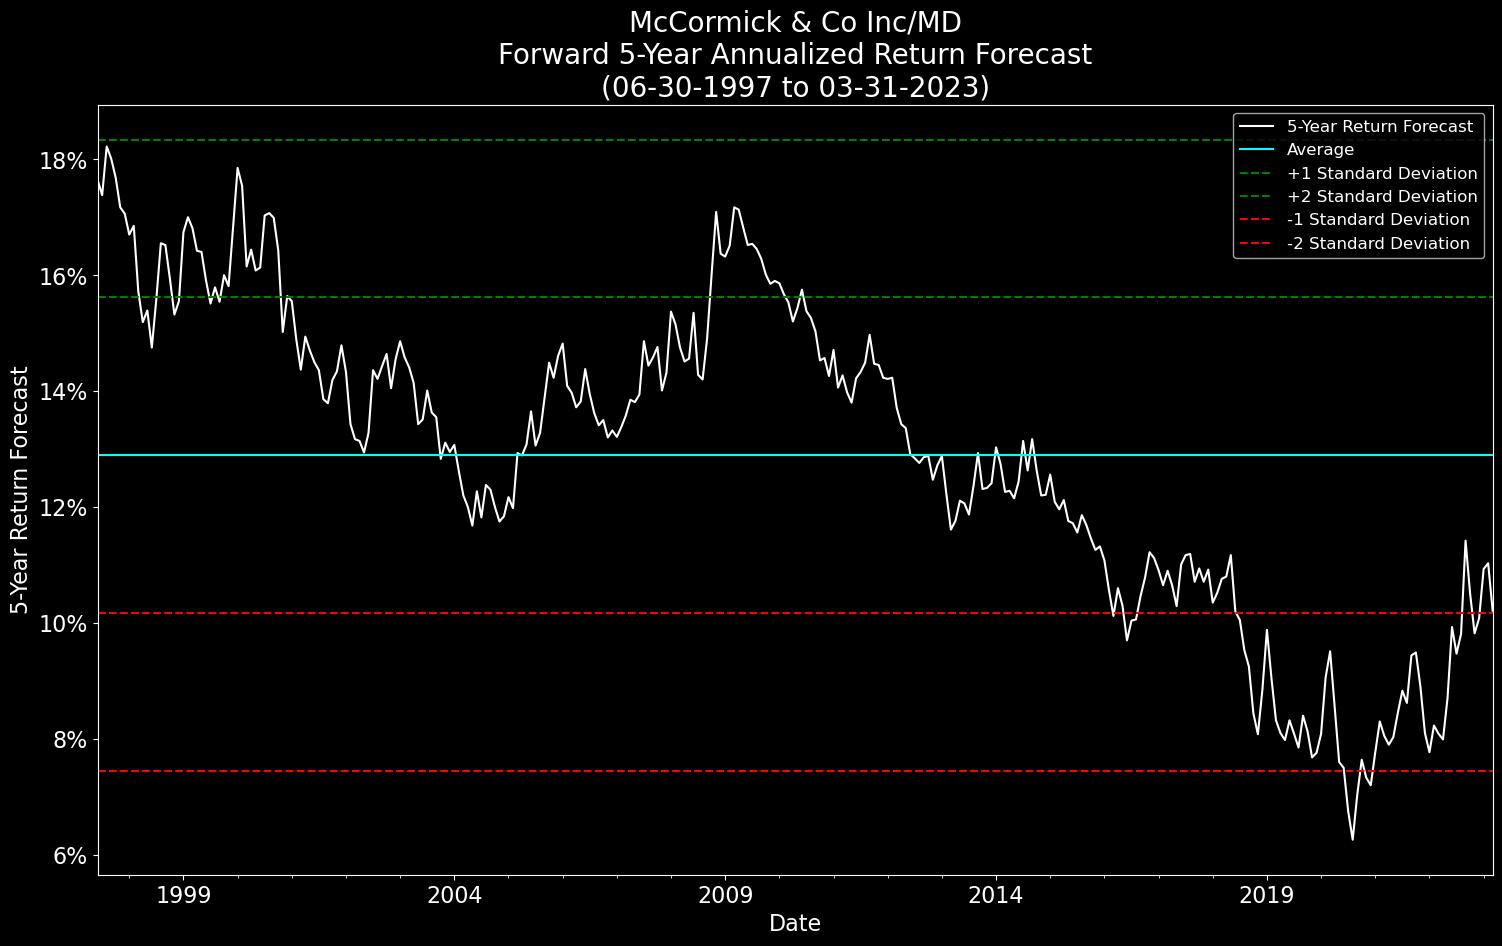 McCormick & Co Inc/MD
Forward 5-Year Annualized Return Forecast
(06-30-1997 to 03-31-2023)
5-Year Return Forecast
Average
+1 Standard Deviation
+2 Standard Deviation
-1 Standard Deviation
-2 Standard Deviation
5-Year Return Forecast
18%
16%
14%
12%
10%
8%
6%
1999
2004
2009
2014
2019
Date